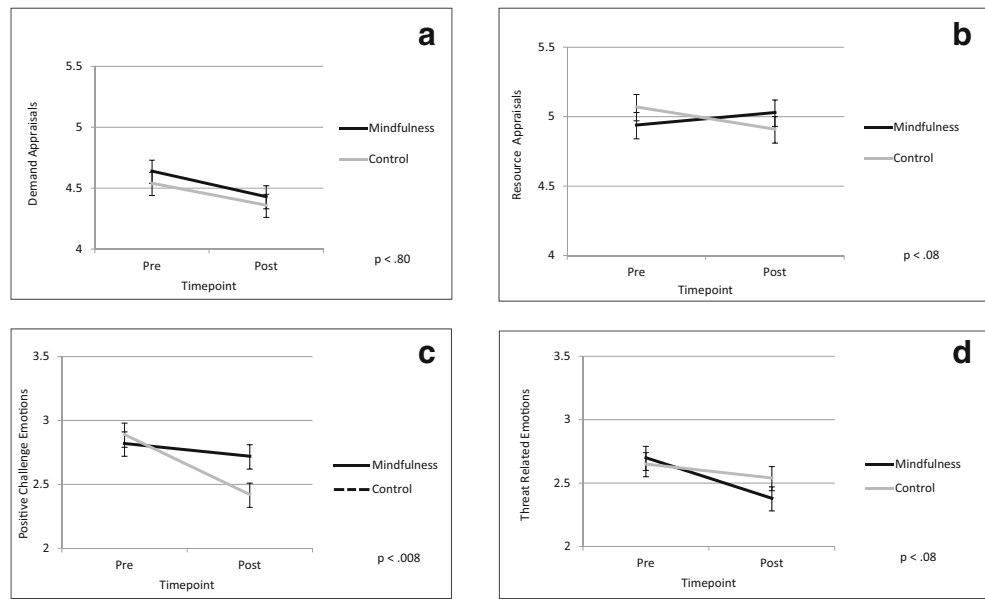 a
5.5
5
4.5
4
Demand Appraisals
Pre
Post
Timepoint
Mindfulness
Control
p < .80
b
5.5
5
4.5
4
Resource Appraisals
Pre
Post
Timepoint
Mindfulness
Control
p < .08
c
3.5
3
2.5
2
Positive Challenge Emotions
Pre
Post
Timepoint
Mindfulness
Control
p < .008
d
3.5
3
2.5
2
Threat Related Emotions
Pre
Post
Timepoint
Mindfulness
Control
p < .08